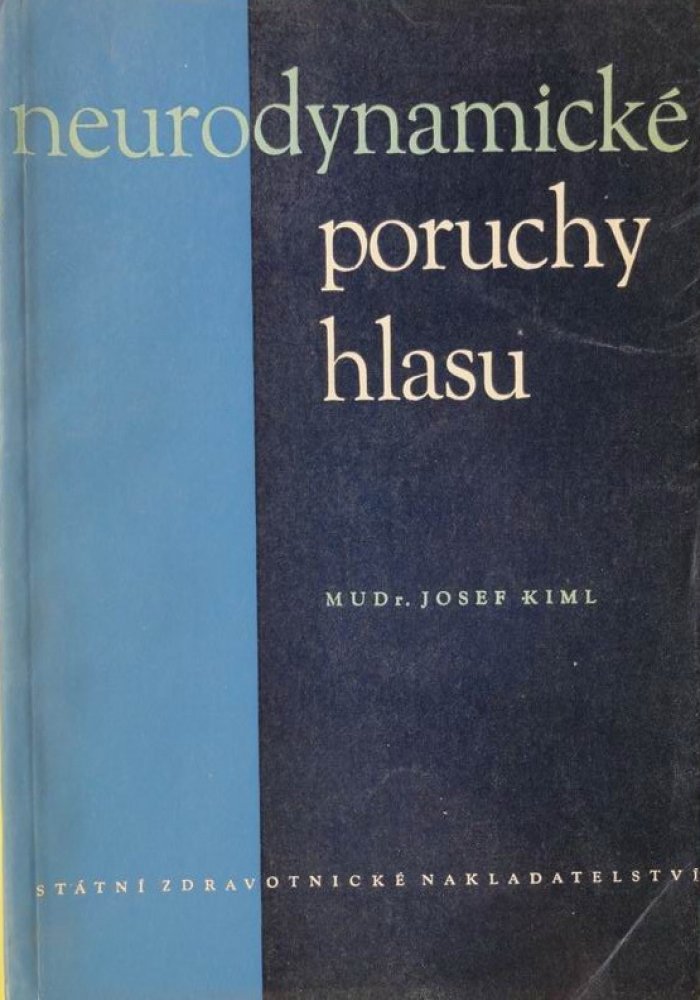 neurodynamické
poruchy
hlasu
MUDr. JOSEF KIML
STÁTNÍ ZDRAVOTNICKÉ NAKLADATELSTVÍ